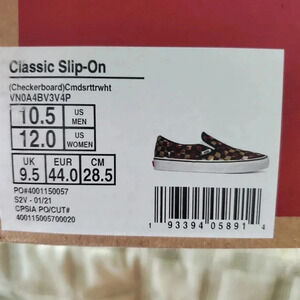 Classic Slip-On
(Checkerboard)Cmdsrttrwht
VN0A4BV3V4P
10.5 US MEN
12.0 US WOMEN
UK EUR CM
9.5 44.0 28.5
PO#4001150057
S2V - 01/21
CPSIA PO/CUT#
400115005700020
1 93394 05891 4